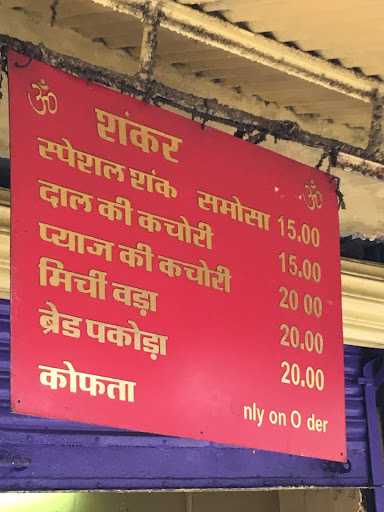 ॐ शंकर ॐ
स्पेशल शंक समोसा 15.00
दाल की कचोरी 15.00
प्याज की कचोरी 20 00
मिर्ची वड़ा 20.00
ब्रेड पकोड़ा 20.00
कोफता nly on O der